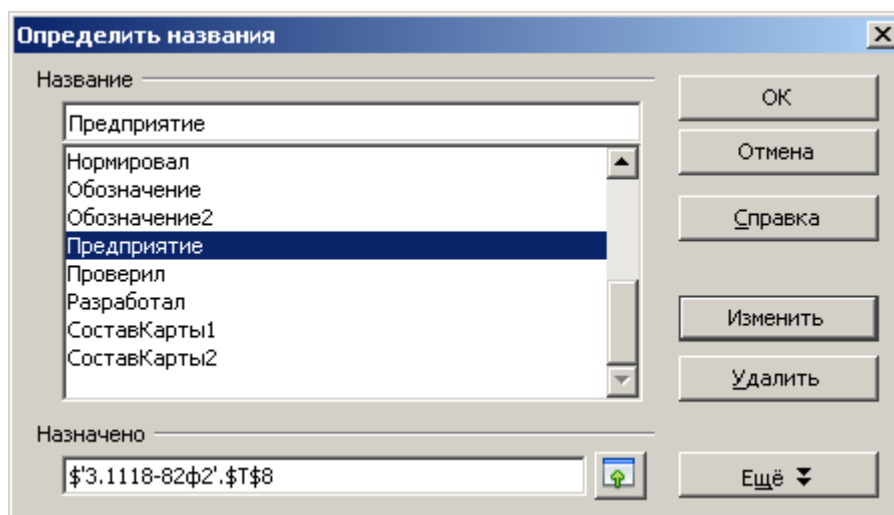 Определить названия
Название
Предприятие
Нормировал
Обозначение
Обозначение2
Предприятие
Проверил
Разработал
СоставКарты1
СоставКарты2
Назначено
$'3.1118-82ф2'.$T$8
ОК
Отмена
Справка
Изменить
Удалить
Ещё